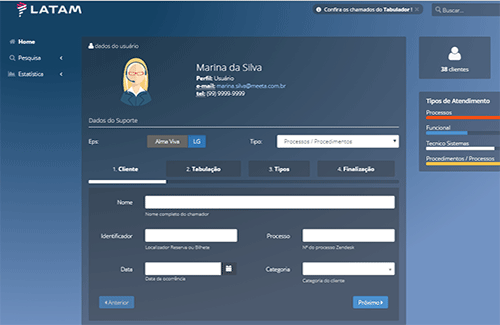 LATAM
Confira os chamados do Tabulador !
Buscar...
Home
Pesquisa
Estatística
dados do usuário
Marina da Silva
Perfil: Usuário
e-mail: marina.silva@meeta.com.br
tel: (99) 9999-9999
38 clientes
Tipos de Atendimento
Processos
Funcional
Tecnico Sistemas
Procedimentos / Processos
Dados do Suporte
Eps:
Alma Viva
LG
Tipo:
Processos / Procedimentos
1. Cliente
2. Tabulação
3. Tipos
4. Finalização
Nome
Nome completo do chamador
Identificador
Localizador Reserva ou Bilhete
Processo
Nº do processo Zendesk
Data
Data de ocorrência
Categoria
Categoria do cliente
Anterior
Próximo